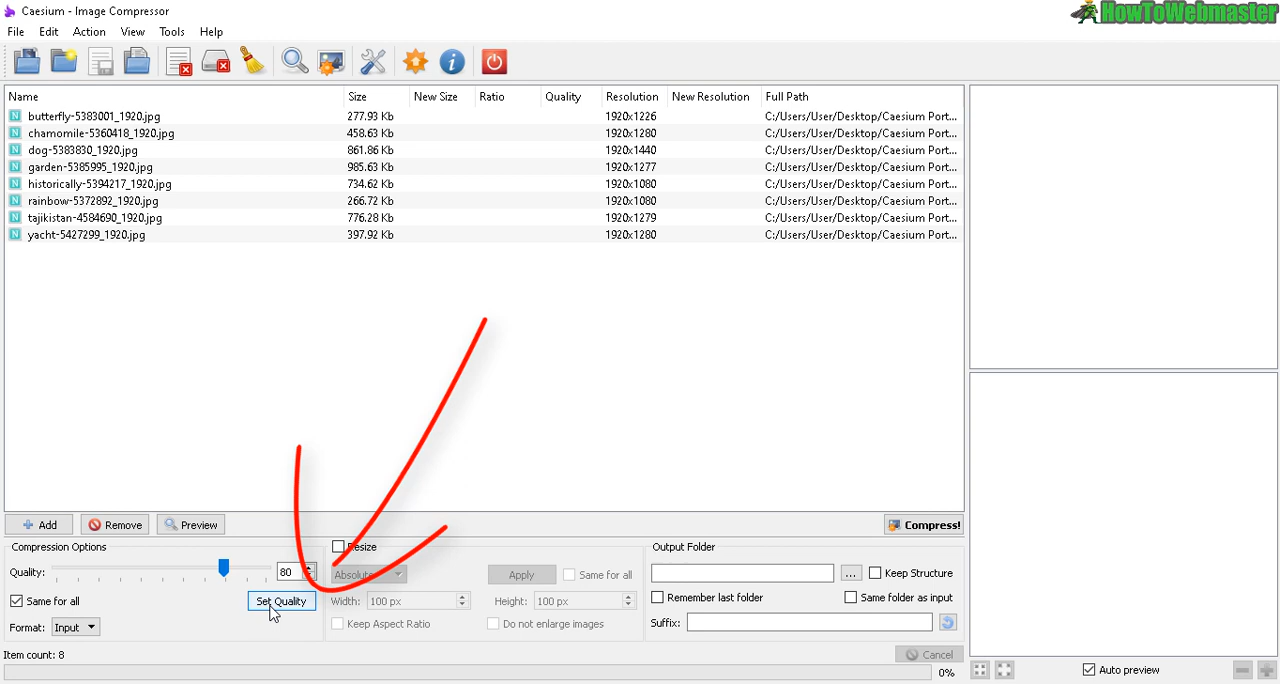 Caesium - Image Compressor
HowToWebmaster
File Edit Action View Tools Help
Name Size New Size Ratio Quality Resolution New Resolution Full Path
N butterfly-5383001_1920.jpg 277.93 Kb 1920x1226 C:/Users/User/Desktop/Caesium Port...
N chamomile-5360418_1920.jpg 458.63 Kb 1920x1280 C:/Users/User/Desktop/Caesium Port...
N dog-5383830_1920.jpg 861.86 Kb 1920x1440 C:/Users/User/Desktop/Caesium Port...
N garden-5385995_1920.jpg 985.63 Kb 1920x1277 C:/Users/User/Desktop/Caesium Port...
N historically-5394217_1920.jpg 734.62 Kb 1920x1080 C:/Users/User/Desktop/Caesium Port...
N rainbow-5372892_1920.jpg 266.72 Kb 1920x1080 C:/Users/User/Desktop/Caesium Port...
N tajikistan-4584690_1920.jpg 776.28 Kb 1920x1279 C:/Users/User/Desktop/Caesium Port...
N yacht-5427299_1920.jpg 397.92 Kb 1920x1280 C:/Users/User/Desktop/Caesium Port...
Add Remove Preview Compress!
Compression Options Resize Output Folder
Quality: 80 Absolute Apply Same for all ... Keep Structure
Same for all Set Quality Width: 100 px Height: 100 px Remember last folder Same folder as input
Format: Input Keep Aspect Ratio Do not enlarge images Suffix:
Item count: 8 Cancel
0% Auto preview